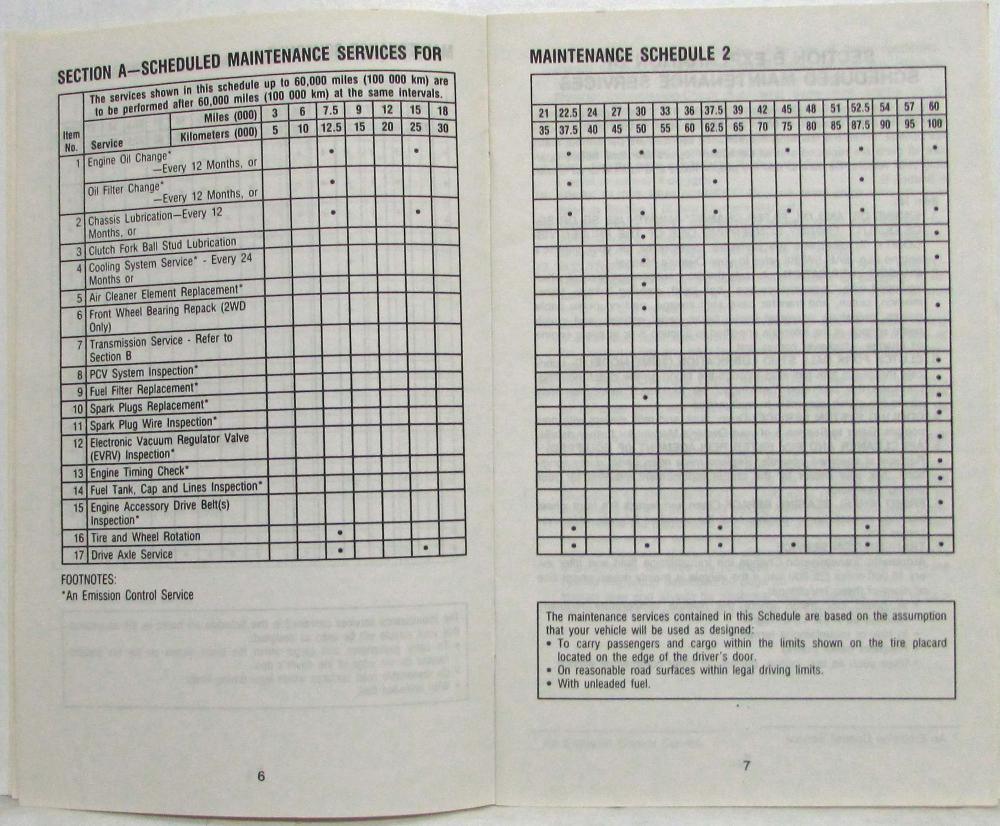 SECTION A—SCHEDULED MAINTENANCE SERVICES FOR
The services shown in this schedule up to 60,000 miles (100 000 km) are
to be performed after 60,000 miles (100 000 km) at the same intervals.
Item
No.
Service
Miles (000) 3 6 7.5 9 12 15 18
Kilometers (000) 5 10 12.5 15 20 25 30
1 Engine Oil Change*
—Every 12 Months, or • •
Oil Filter Change*
—Every 12 Months, or •
2 Chassis Lubrication—Every 12 • •
Months, or
3 Clutch Fork Ball Stud Lubrication
4 Cooling System Service* - Every 24
Months or
5 Air Cleaner Element Replacement*
6 Front Wheel Bearing Repack (2WD
Only)
7 Transmission Service - Refer to
Section B
8 PCV System Inspection*
9 Fuel Filter Replacement*
10 Spark Plugs Replacement*
11 Spark Plug Wire Inspection*
12 Electronic Vacuum Regulator Valve
(EVRV) Inspection*
13 Engine Timing Check*
14 Fuel Tank, Cap and Lines Inspection*
15 Engine Accessory Drive Belt(s)
Inspection*
16 Tire and Wheel Rotation •
17 Drive Axle Service • •
FOOTNOTES:
*An Emission Control Service
6
MAINTENANCE SCHEDULE 2
21 22.5 24 27 30 33 36 37.5 39 42 45 48 51 52.5 54 57 60
35 37.5 40 45 50 55 60 62.5 65 70 75 80 85 87.5 90 95 100
• • • • • •
• • •
• • • • • •
• •
• •
•
• •
•
•
• •
•
•
•
•
•
• • •
• • • • • •
The maintenance services contained in this Schedule are based on the assumption
that your vehicle will be used as designed:
• To carry passengers and cargo within the limits shown on the tire placard
located on the edge of the driver's door.
• On reasonable road surfaces within legal driving limits.
• With unleaded fuel.
7